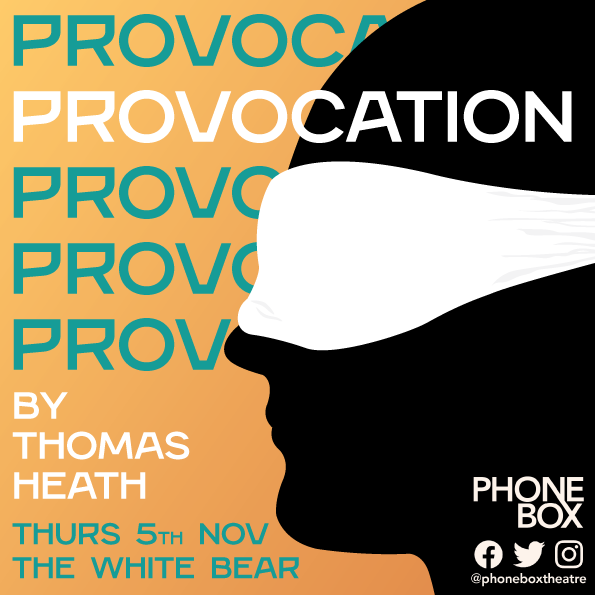 PROVOCA
PROVOCATION
PROVO
PROVO
PROV
BY
THOMAS
HEATH
THURS 5TH NOV
THE WHITE BEAR
PHONE
BOX
@phoneboxtheatre